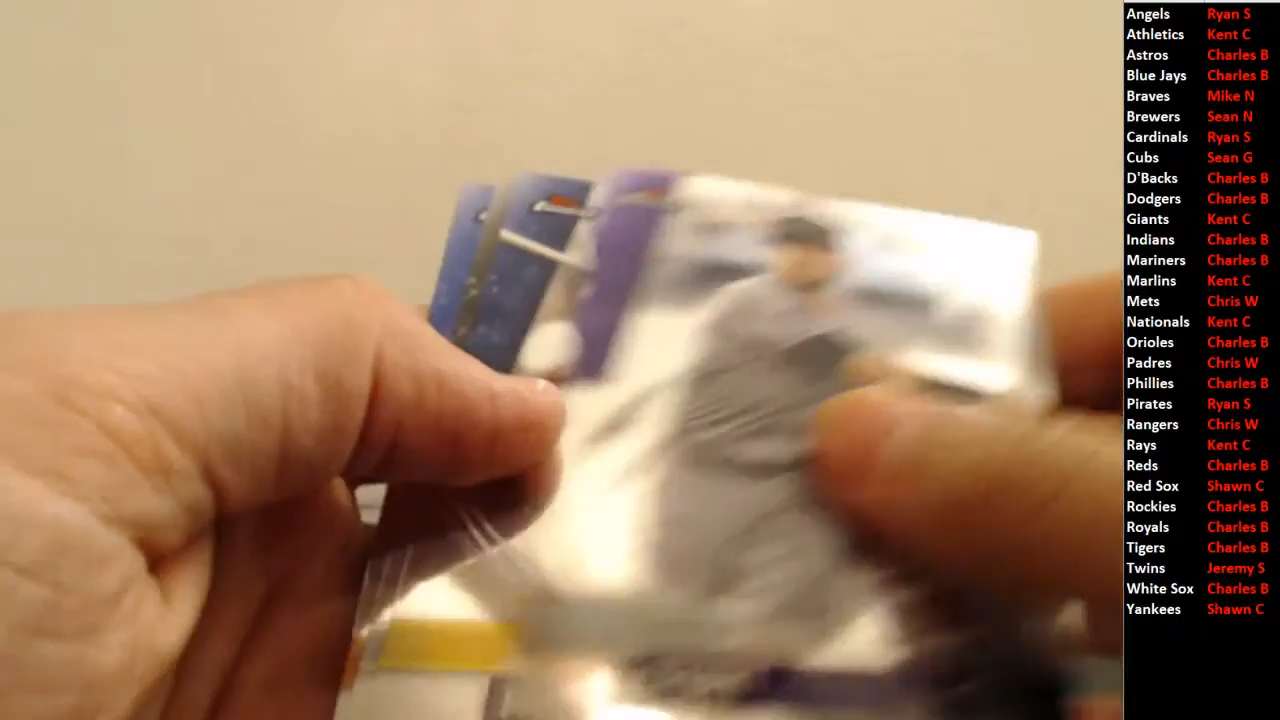 Angels Ryan S
Athletics Kent C
Astros Charles B
Blue Jays Charles B
Braves Mike N
Brewers Sean N
Cardinals Ryan S
Cubs Sean G
D'Backs Charles B
Dodgers Charles B
Giants Kent C
Indians Charles B
Mariners Charles B
Marlins Kent C
Mets Chris W
Nationals Kent C
Orioles Charles B
Padres Chris W
Phillies Charles B
Pirates Ryan S
Rangers Chris W
Rays Kent C
Reds Charles B
Red Sox Shawn C
Rockies Charles B
Royals Charles B
Tigers Charles B
Twins Jeremy S
White Sox Charles B
Yankees Shawn C